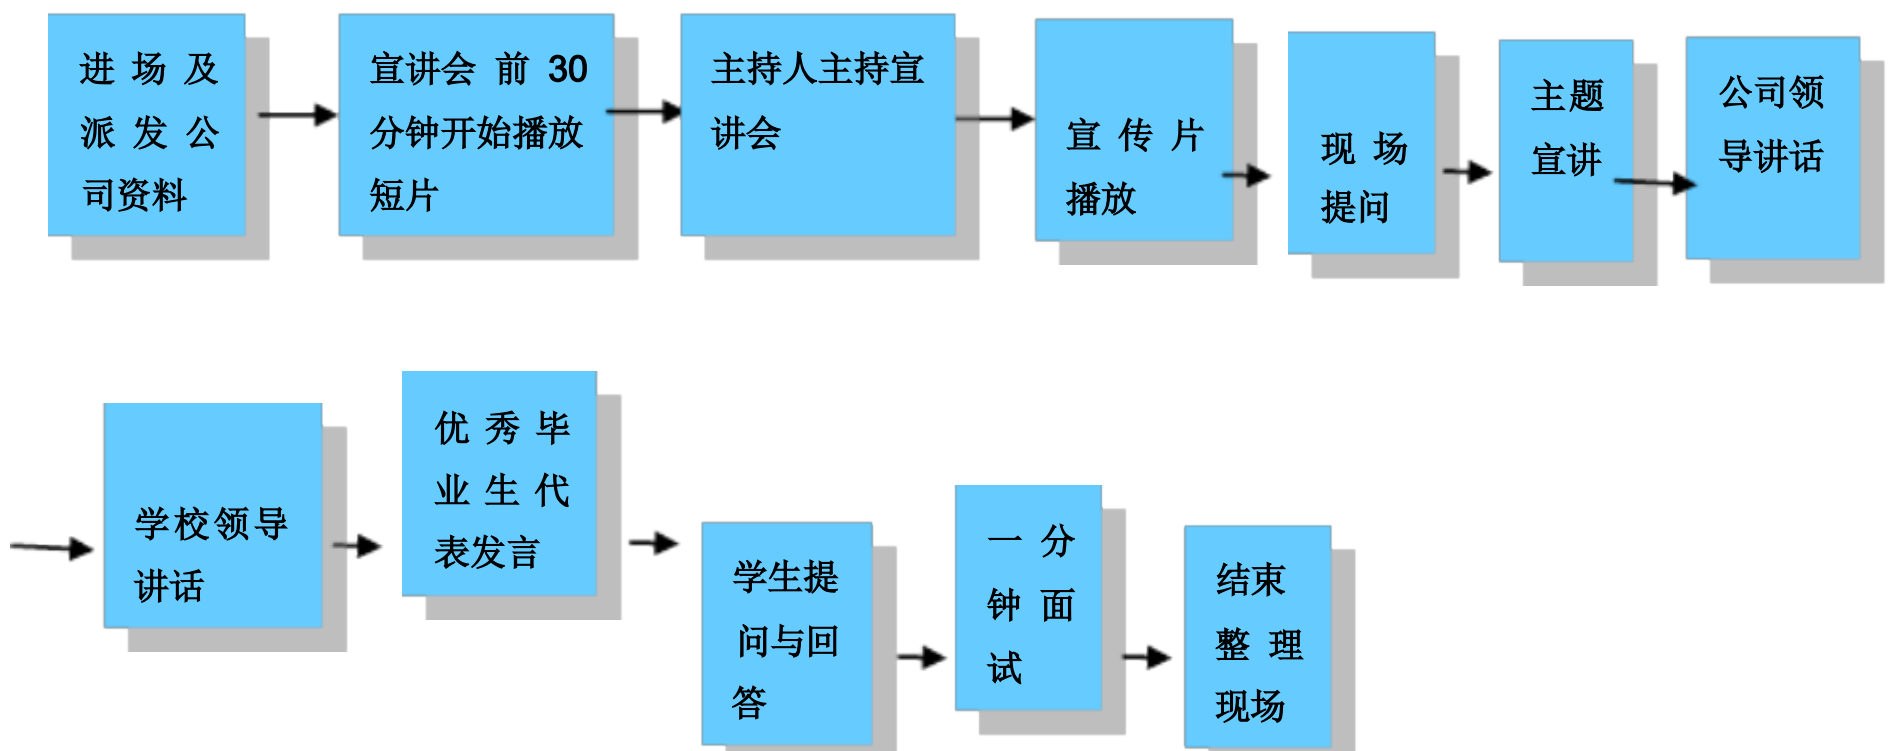 进场及
派发公
司资料
宣讲会 前 30
分钟开始播放
短片
主持人主持宣
讲会
宣传片
播放
现场
提问
主题
宣讲
公司领
导讲话
学校领导
讲话
优秀毕
业生代
表发言
学生提
问与回
答
一分
钟面
试
结束
整理
现场